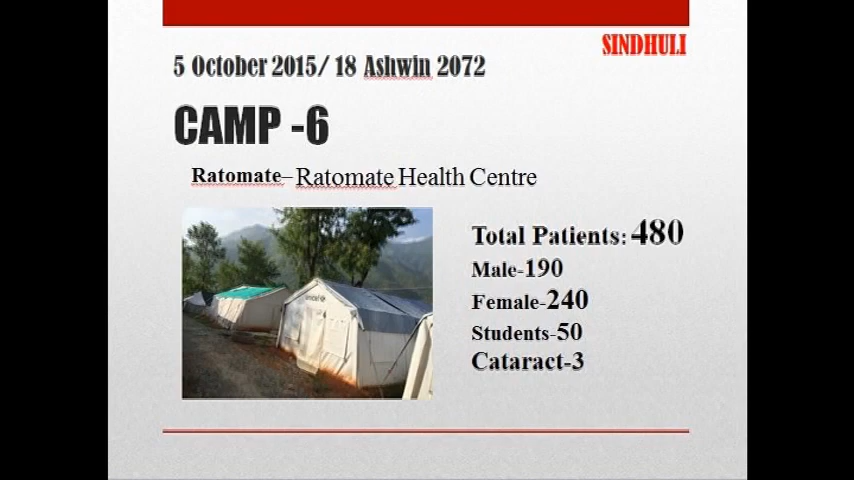 SINDHULI
5 October 2015/ 18 Ashwin 2072
CAMP -6
Ratomate– Ratomate Health Centre
unicef
Total Patients: 480
Male-190
Female-240
Students-50
Cataract-3